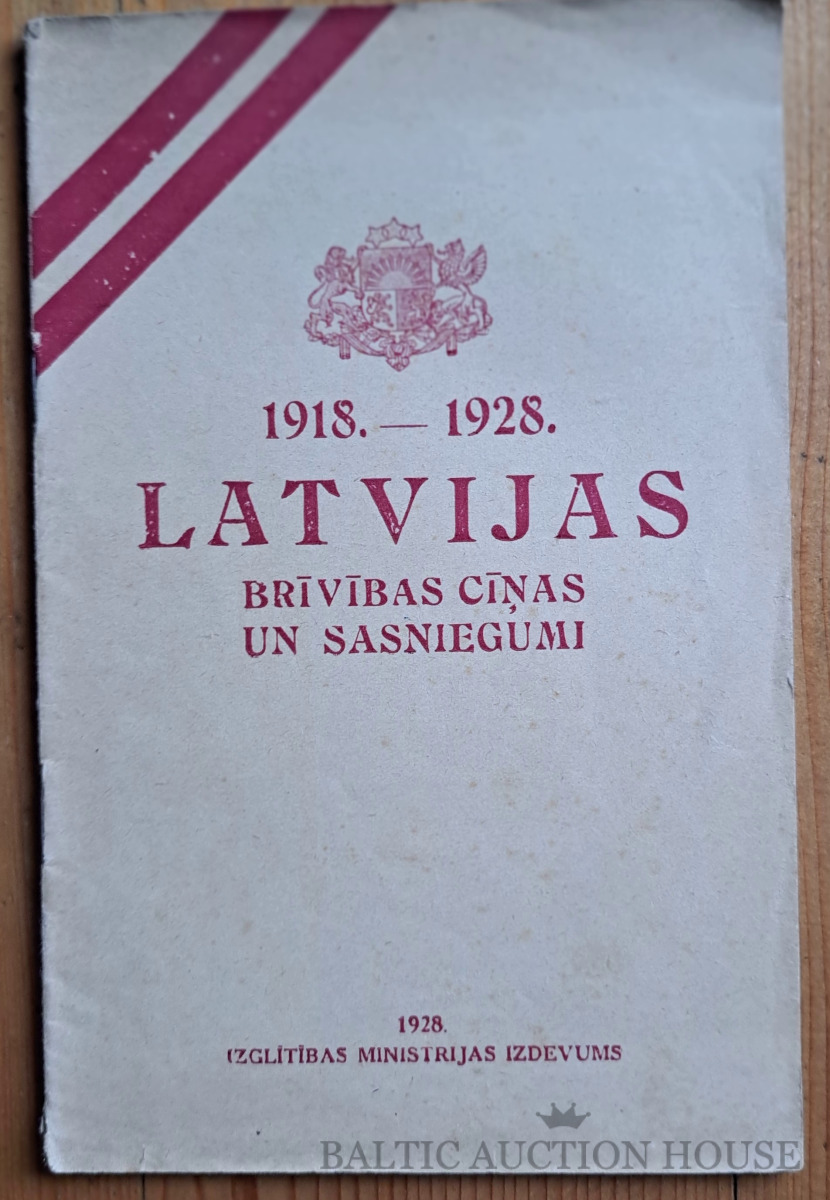 1918. — 1928.
LATVIJAS
BRĪVĪBAS CĪŅAS
UN SASNIEGUMI
1928.
IZGLĪTĪBAS MINISTRIJAS IZDEVUMS
BALTIC AUCTION HOUSE